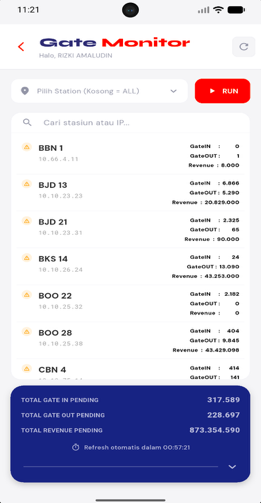 11:21
Gate Monitor
Halo, RIZKI AMALUDIN
Pilih Station (Kosong = ALL)
RUN
Cari stasiun atau IP...
BBN 1
10.66.4.11
GateIN : 0
GateOUT : 1
Revenue : 8.000
BJD 13
10.10.23.23
GateIN : 6.866
GateOUT : 5.290
Revenue : 20.829.000
BJD 21
10.10.23.31
GateIN : 2.325
GateOUT : 65
Revenue : 90.000
BKS 14
10.10.26.24
GateIN : 24
GateOUT : 13.090
Revenue : 43.253.000
BOO 22
10.10.25.32
GateIN : 2.182
GateOUT : 0
Revenue : 0
BOO 28
10.10.25.38
GateIN : 404
GateOUT : 9.845
Revenue : 43.429.098
CBN 4
GateIN : 414
GateOUT : 141
TOTAL GATE IN PENDING 317.589
TOTAL GATE OUT PENDING 228.697
TOTAL REVENUE PENDING 873.354.590
Refresh otomatis dalam 00:57:21